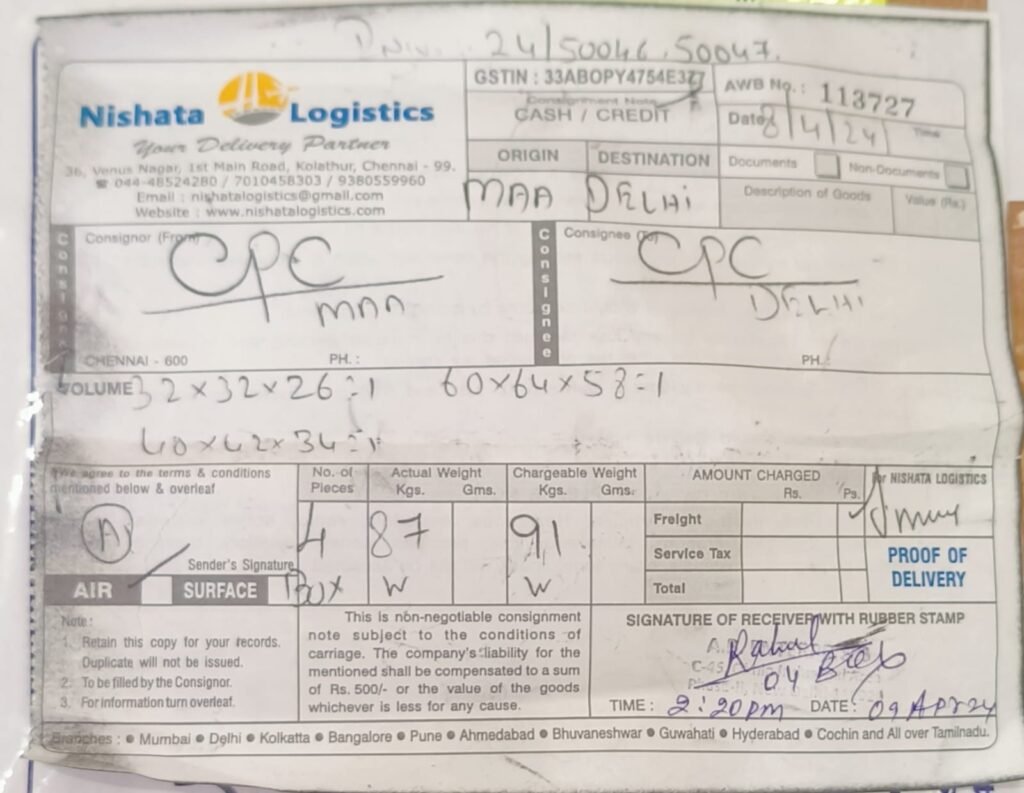 24/50046, 50047.
Nishata Logistics
Your Delivery Partner
36, Venus Nagar, 1st Main Road, Kolathur, Chennai - 99.
☎ 044-48524280 / 7010458303 / 9380559960
Email : nishatalogistics@gmail.com
Website : www.nishatalogistics.com
GSTIN : 33ABOPY4754E3Z7
Consignment Note
CASH / CREDIT
AWB No. : 113727
Date 8/4/24 Time
ORIGIN DESTINATION
MAA DELHI
Documents Non-Documents
Description of Goods Value (Rs.)
Consignor
Consignor (From)
CPC
MAA
CHENNAI - 600 PH. :
Consignee
Consignee (To)
CPC
DELHI
PH. :
VOLUME 32×32×26=1 60×64×58=1
40×42×34=1
We agree to the terms & conditions
mentioned below & overleaf
Sender's Signature
AIR SURFACE
No. of Pieces
4
Box
Actual Weight
Kgs. Gms.
87
W
Chargeable Weight
Kgs. Gms.
91
W
AMOUNT CHARGED
Rs. Ps.
Freight
Service Tax
Total
For NISHATA LOGISTICS
PROOF OF
DELIVERY
Note :
1. Retain this copy for your records.
Duplicate will not be issued.
2. To be filled by the Consignor.
3. For information turn overleaf.
This is non-negotiable consignment
note subject to the conditions of
carriage. The company's liability for the
mentioned shall be compensated to a sum
of Rs. 500/- or the value of the goods
whichever is less for any cause.
SIGNATURE OF RECEIVER WITH RUBBER STAMP
Rahul
04 Box
TIME : 2:20pm DATE : 09 Apr 24
Branches : ● Mumbai ● Delhi ● Kolkatta ● Bangalore ● Pune ● Ahmedabad ● Bhuvaneshwar ● Guwahati ● Hyderabad ● Cochin and All over Tamilnadu.